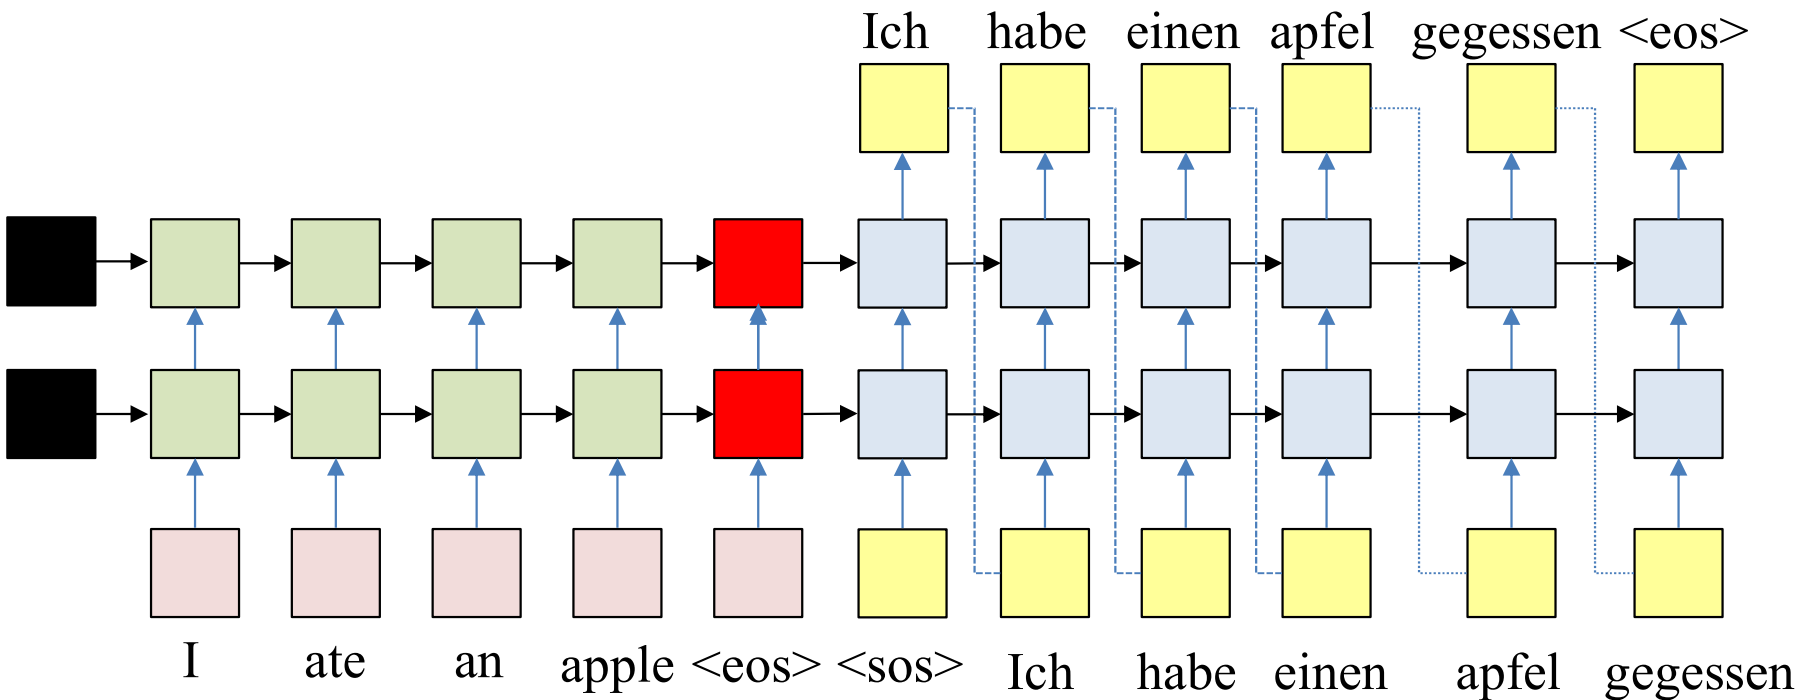 Ich habe einen apfel gegessen <eos>
I ate an apple <eos> <sos> Ich habe einen apfel gegessen